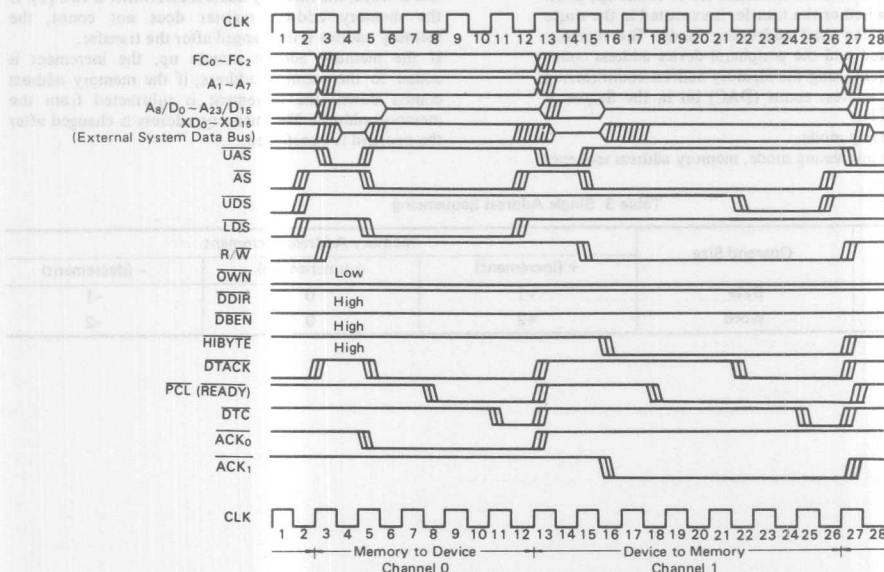 CLK
1 2 3 4 5 6 7 8 9 10 11 12 13 14 15 16 17 18 19 20 21 22 23 24 25 26 27 28
FC₀~FC₂
A₁~A₇
A₈/D₀~A₂₃/D₁₅
XD₀~XD₁₅
(External System Data Bus)
UAS
AS
UDS
LDS
R/W
OWN Low
DDIR High
DBEN High
HIBYTE High
DTACK
PCL (READY)
DTC
ACK₀
ACK₁
CLK
1 2 3 4 5 6 7 8 9 10 11 12 13 14 15 16 17 18 19 20 21 22 23 24 25 26 27 28
Memory to Device Device to Memory
Channel 0 Channel 1